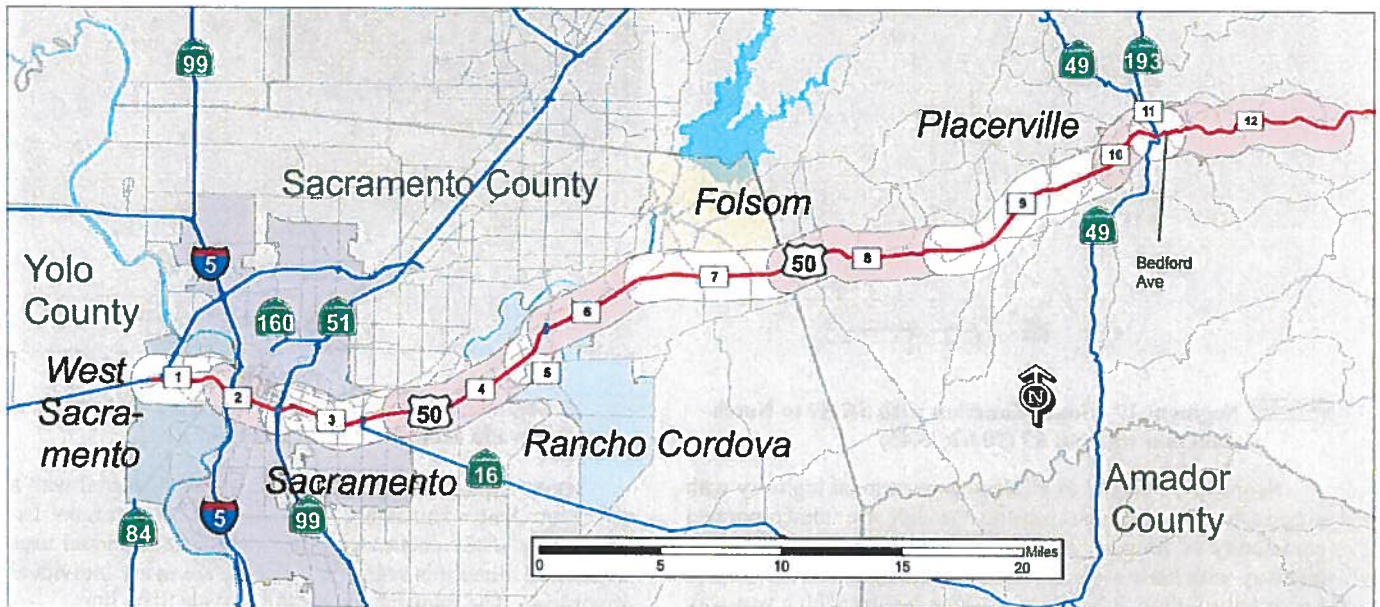 99
49
193
11
12
Placerville
10
Sacramento County
Folsom
9
49
5
50
8
7
Bedford
Ave
Yolo
County
160
51
6
West
Sacra-
mento
1
2
3
50
4
5
N
Rancho Cordova
Sacramento
16
Amador
County
84
5
99
Miles
0
5
10
15
20